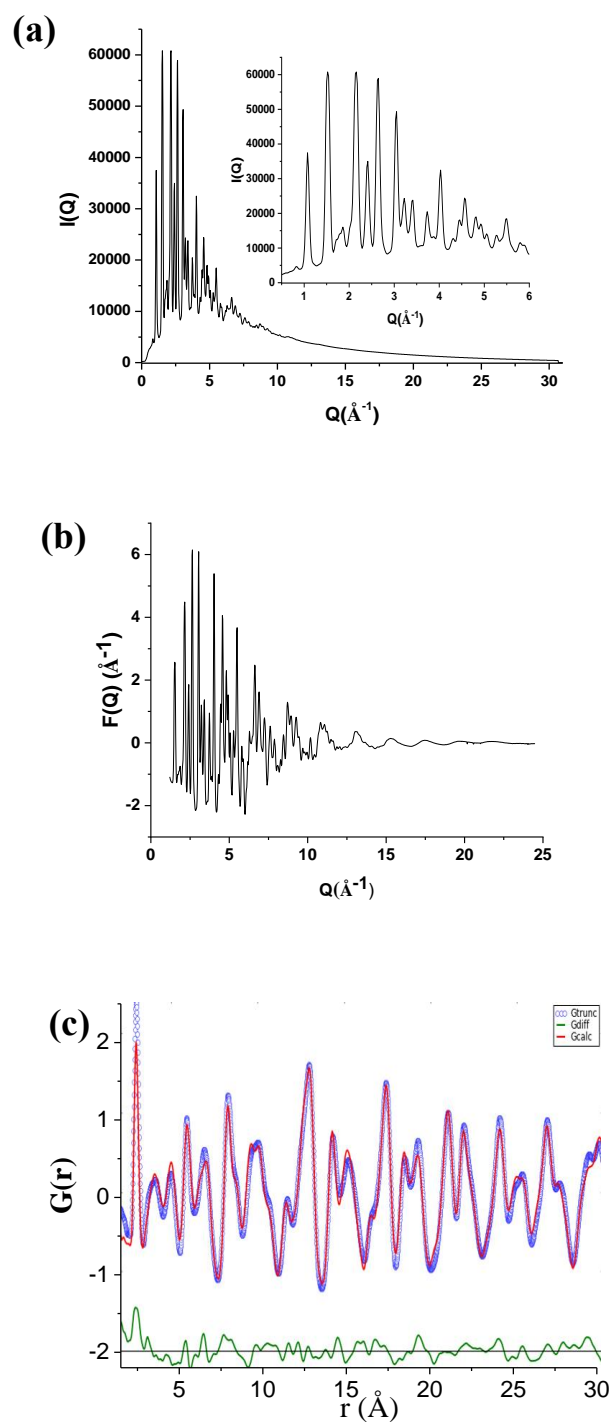 (a)
60000
50000
40000
30000
20000
10000
0
I(Q)
0 5 10 15 20 25 30
Q(Å-1)
60000
50000
40000
30000
20000
10000
0
I(Q)
1 2 3 4 5 6
Q(Å-1)
(b)
6
4
2
0
-2
F(Q) (Å-1)
0 5 10 15 20 25
Q(Å-1)
(c)
Gtrunc
Gdiff
Gcalc
2
1
0
-1
-2
G(r)
5 10 15 20 25 30
r (Å)